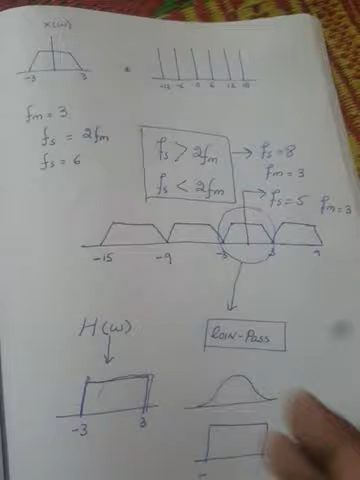 X(ω)
-3 3 * -12 -6 0 6 12 18
fm = 3
fs = 2fm
fs = 6
fs > 2fm → fs = 8
fm = 3
fs < 2fm → fs = 5 fm = 3
-15 -9 -3 3 9
H(ω)
Low-Pass
-3 3